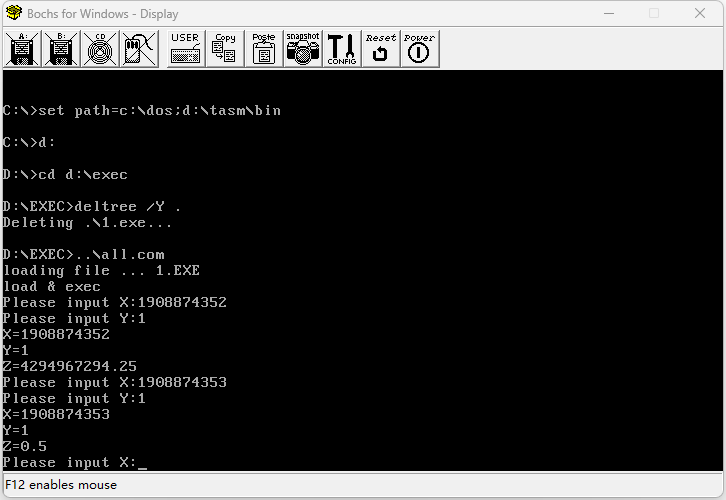 Bochs for Windows - Display
A: B: CD USER Copy Paste snapshot CONFIG Reset Power
C:\>set path=c:\dos;d:\tasm\bin
C:\>d:
D:\>cd d:\exec
D:\EXEC>deltree /Y .
Deleting .\1.exe...
D:\EXEC>..\all.com
loading file ... 1.EXE
load & exec
Please input X:1908874352
Please input Y:1
X=1908874352
Y=1
Z=4294967294.25
Please input X:1908874353
Please input Y:1
X=1908874353
Y=1
Z=0.5
Please input X:_
F12 enables mouse